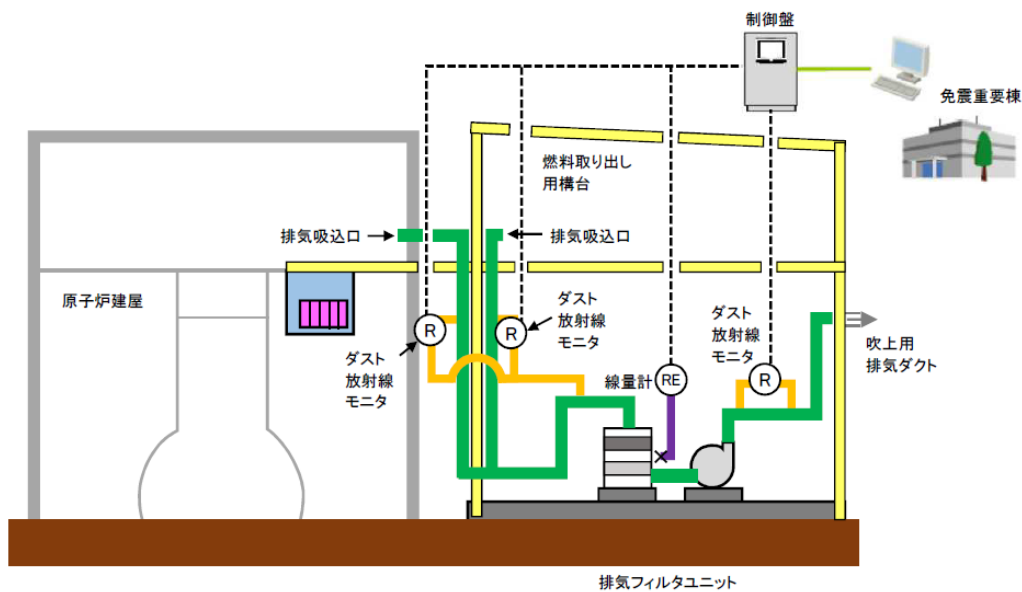 制御盤
免震重要棟
燃料取り出し
用構台
排気吸込口
排気吸込口
原子炉建屋
R
ダスト
放射線
モニタ
R
ダスト
放射線
モニタ
線量計
RE
ダスト
放射線
モニタ
R
吹上用
排気ダクト
排気フィルタユニット